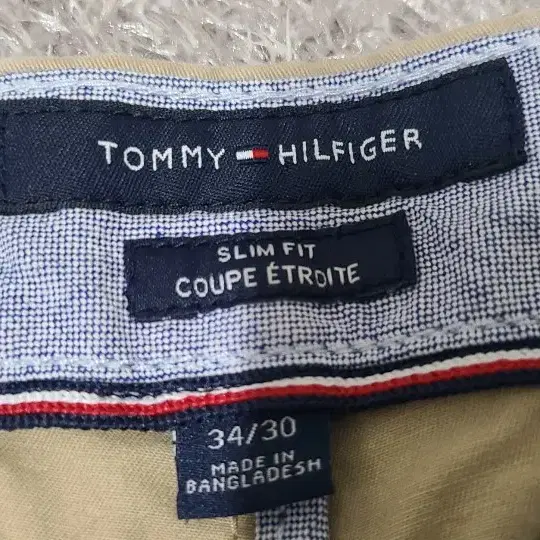 TOMMY HILFIGER
SLIM FIT
COUPE ÉTROITE
34/30
MADE IN
BANGLADESH